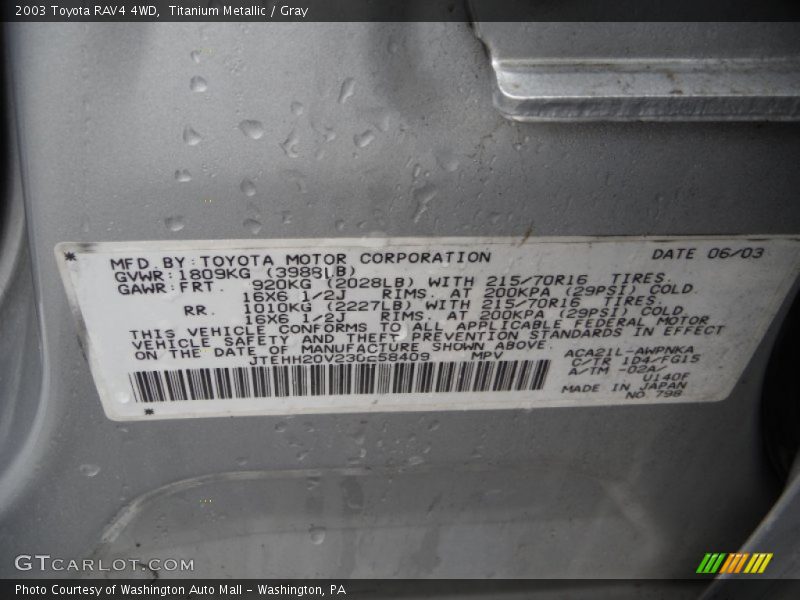 2003 Toyota RAV4 4WD, Titanium Metallic / Gray
MFD. BY: TOYOTA MOTOR CORPORATION DATE 06/03
GVWR: 1809KG (3988LB)
GAWR: FRT. 920KG (2028LB) WITH 215/70R16 TIRES.
16X6 1/2J RIMS. AT 200KPA (29PSI) COLD.
RR. 1010KG (2227LB) WITH 215/70R16 TIRES.
16X6 1/2J RIMS. AT 200KPA (29PSI) COLD.
THIS VEHICLE CONFORMS TO ALL APPLICABLE FEDERAL MOTOR
VEHICLE SAFETY AND THEFT PREVENTION STANDARDS IN EFFECT
ON THE DATE OF MANUFACTURE SHOWN ABOVE.
JTEHH20V236C58409 MPV
ACA21L-AWPNKA
C/TR 1D4/FG15
A/TM -02A/
U140F
MADE IN JAPAN
NO. 798
GTCARLOT.COM
Photo Courtesy of Washington Auto Mall - Washington, PA